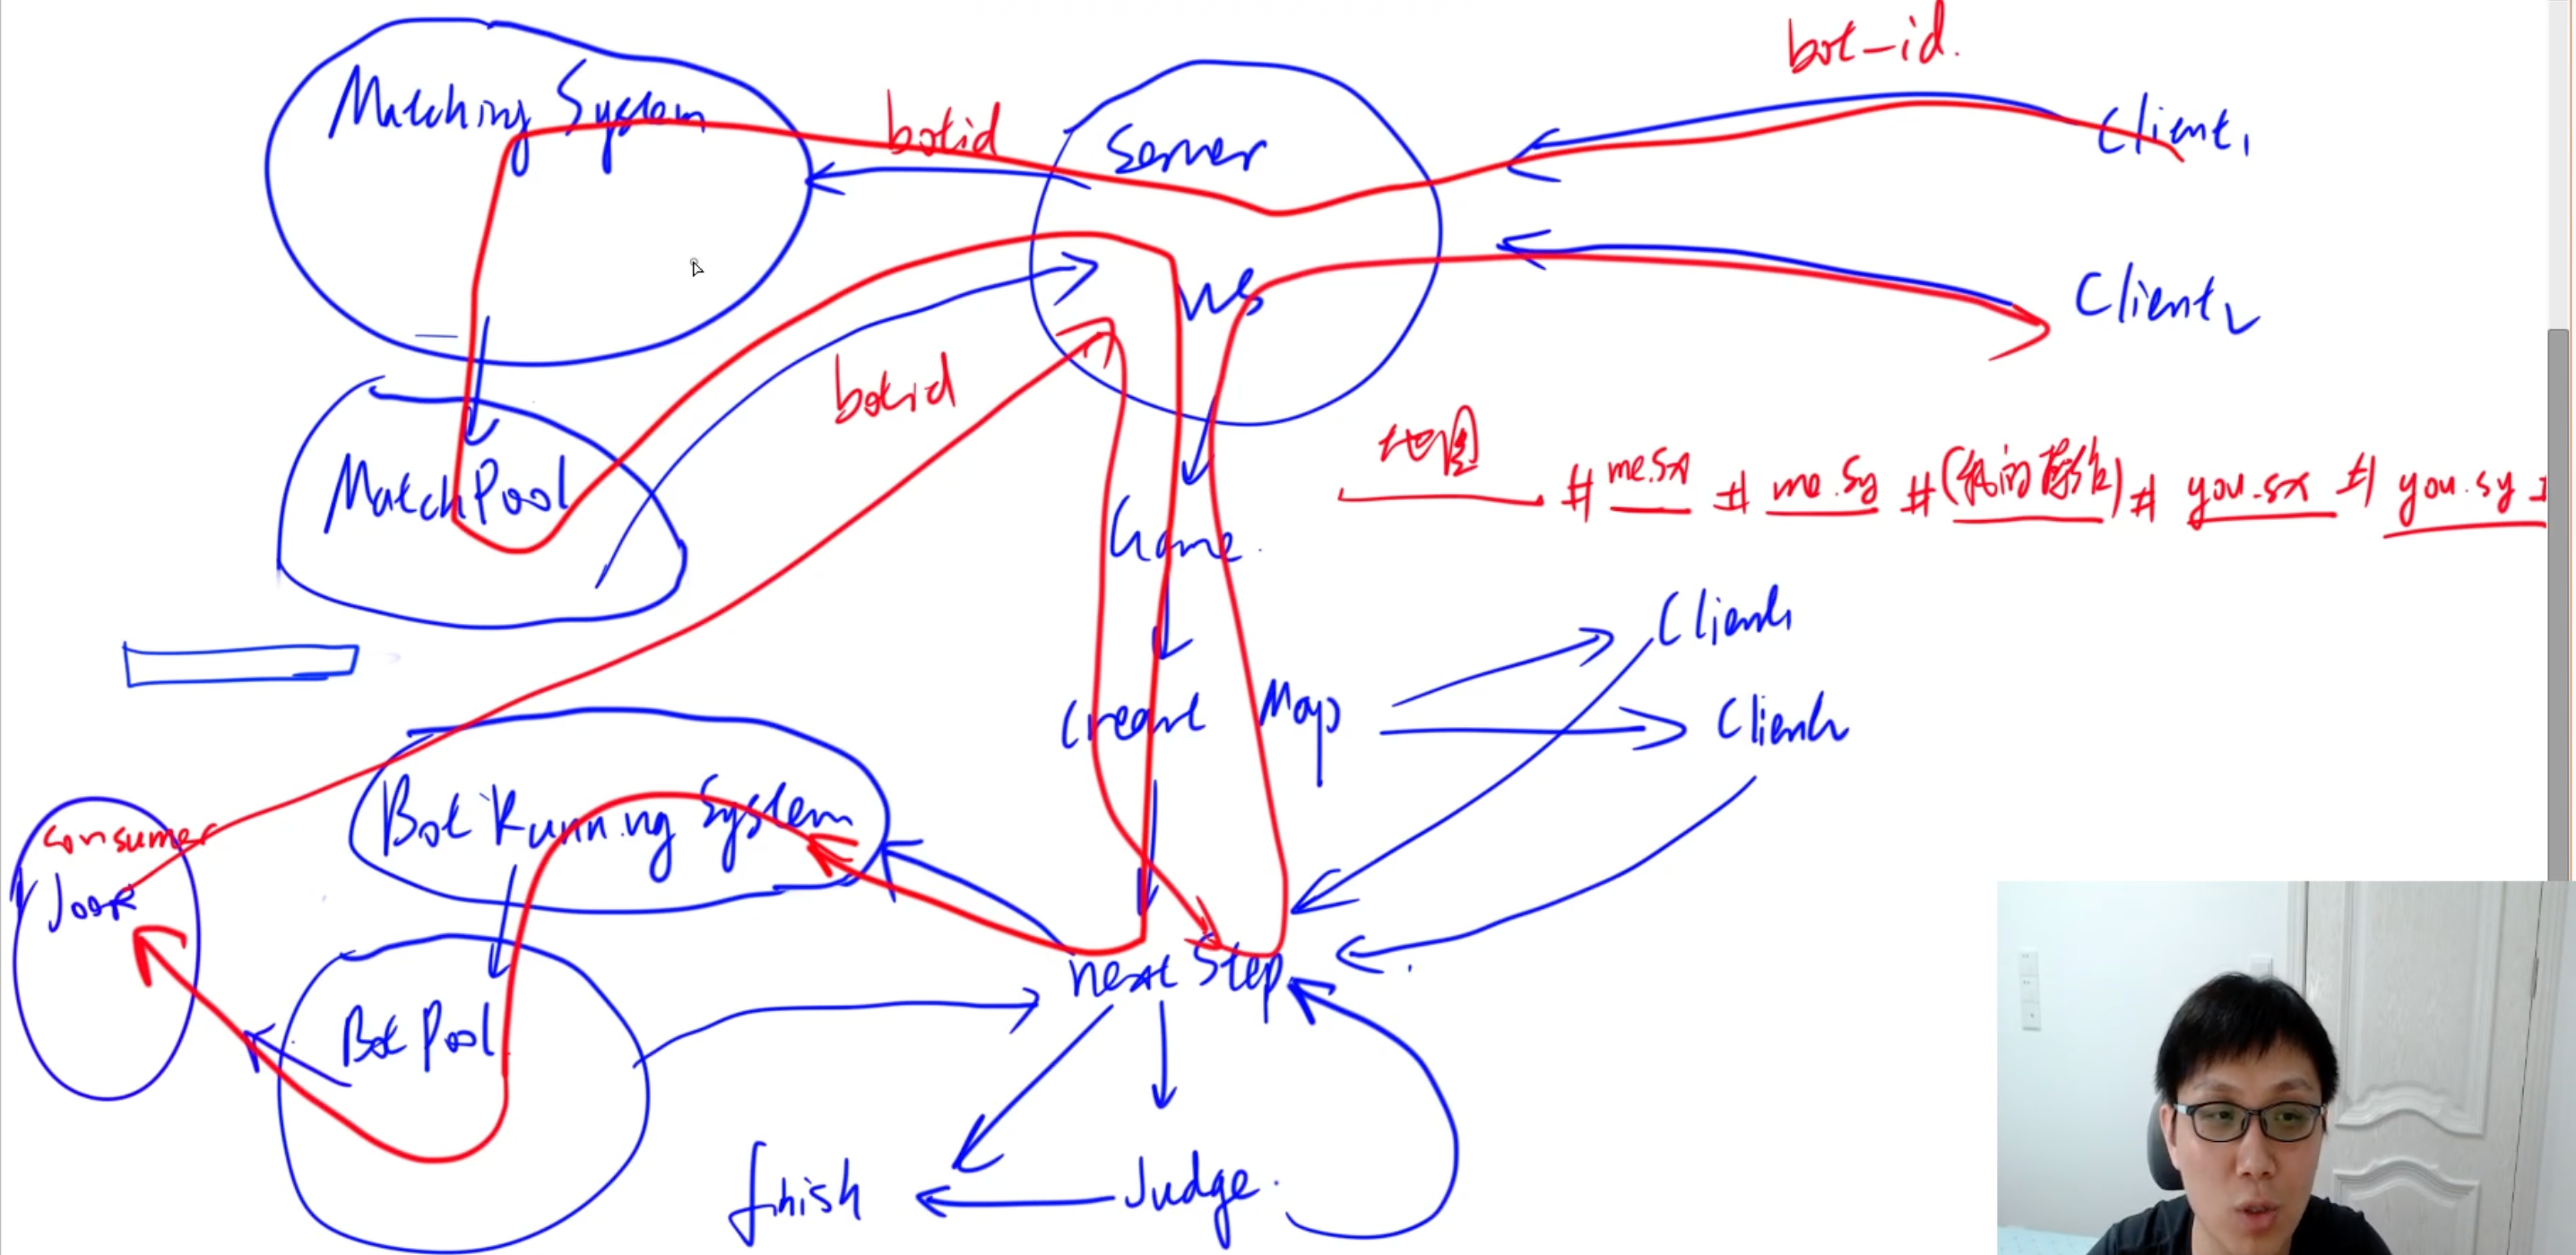 bot-id.
Matching System
botid
Server
Client1
ws
Client2
botid
地图 # me.sx # me.sy #(我的操作)# you.sx # you.sy
MatchPool
Game.
Client1
Create Map
Client2
Bot Running System
Consumer
Joor
next step
Bot Pool
finish
Judge.